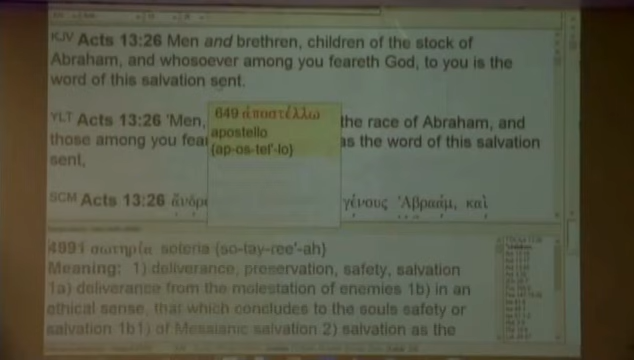 KJV Acts 13:26 Men and brethren, children of the stock of
Abraham, and whosoever among you feareth God, to you is the
word of this salvation sent.
YLT Acts 13:26 'Men, the race of Abraham, and
those among you fear as the word of this salvation
sent,
649 ἀποστέλλω
apostello
{ap-os-tel'-lo}
SCM Acts 13:26 ἄνδρε γένους Ἀβραάμ, καὶ
4991 σωτηρία soteria {so-tay-ree'-ah}
Meaning: 1) deliverance, preservation, safety, salvation
1a) deliverance from the molestation of enemies 1b) in an
ethical sense, that which concludes to the souls safety or
salvation 1b1) of Messianic salvation 2) salvation as the